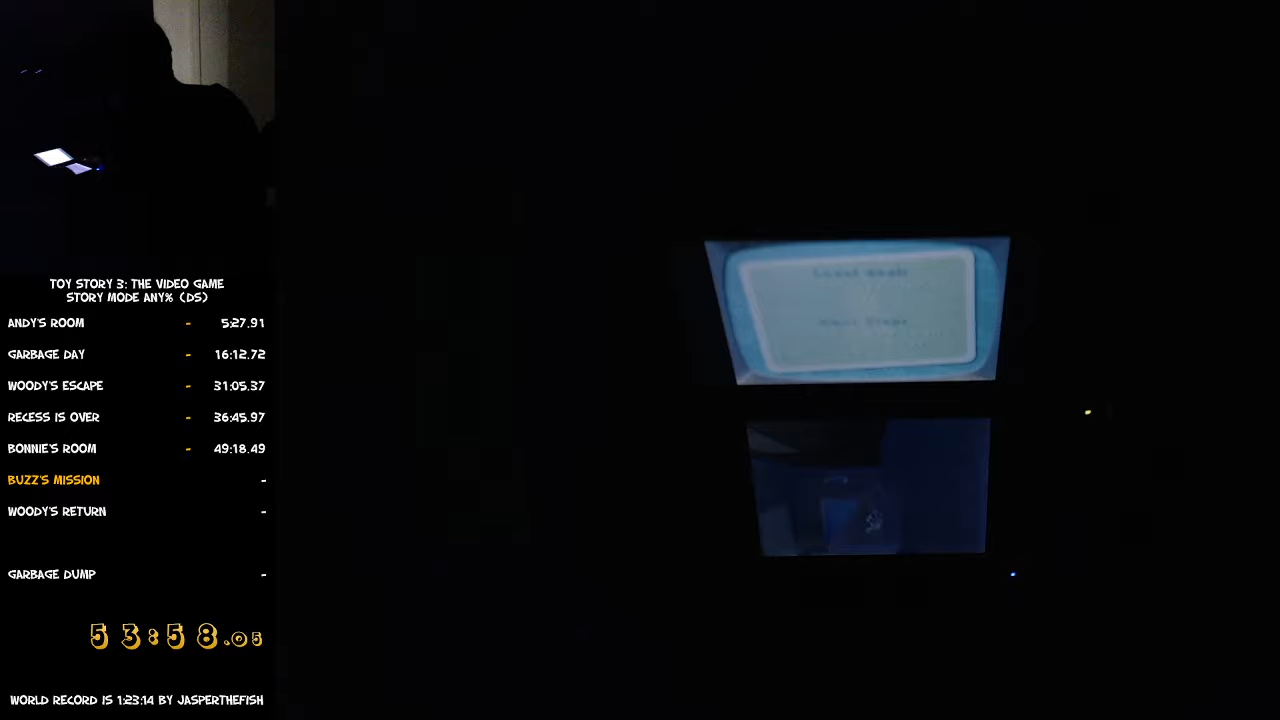 TOY STORY 3: THE VIDEO GAME
STORY MODE ANY% (DS)
ANDY'S ROOM - 5:27.91
GARBAGE DAY - 16:12.72
WOODY'S ESCAPE - 31:05.37
RECESS IS OVER - 36:45.97
BONNIE'S ROOM - 49:18.49
BUZZ'S MISSION -
WOODY'S RETURN -
GARBAGE DUMP -
53:58.05
WORLD RECORD IS 1:23:14 BY JASPERTHEFISH